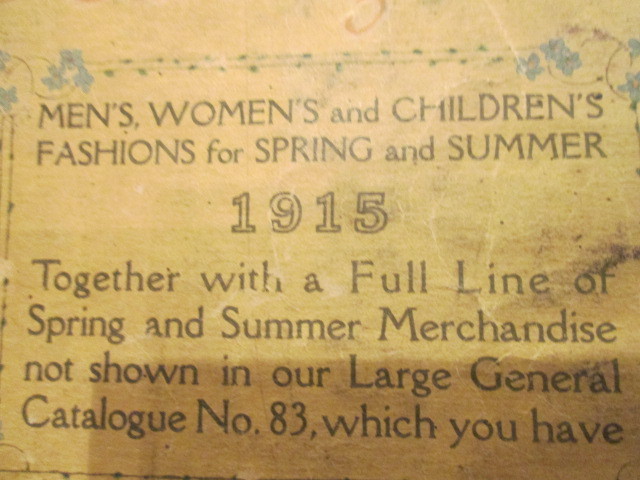 MEN'S, WOMEN'S and CHILDREN'S
FASHIONS for SPRING and SUMMER
1915
Together with a Full Line of
Spring and Summer Merchandise
not shown in our Large General
Catalogue No. 83, which you have